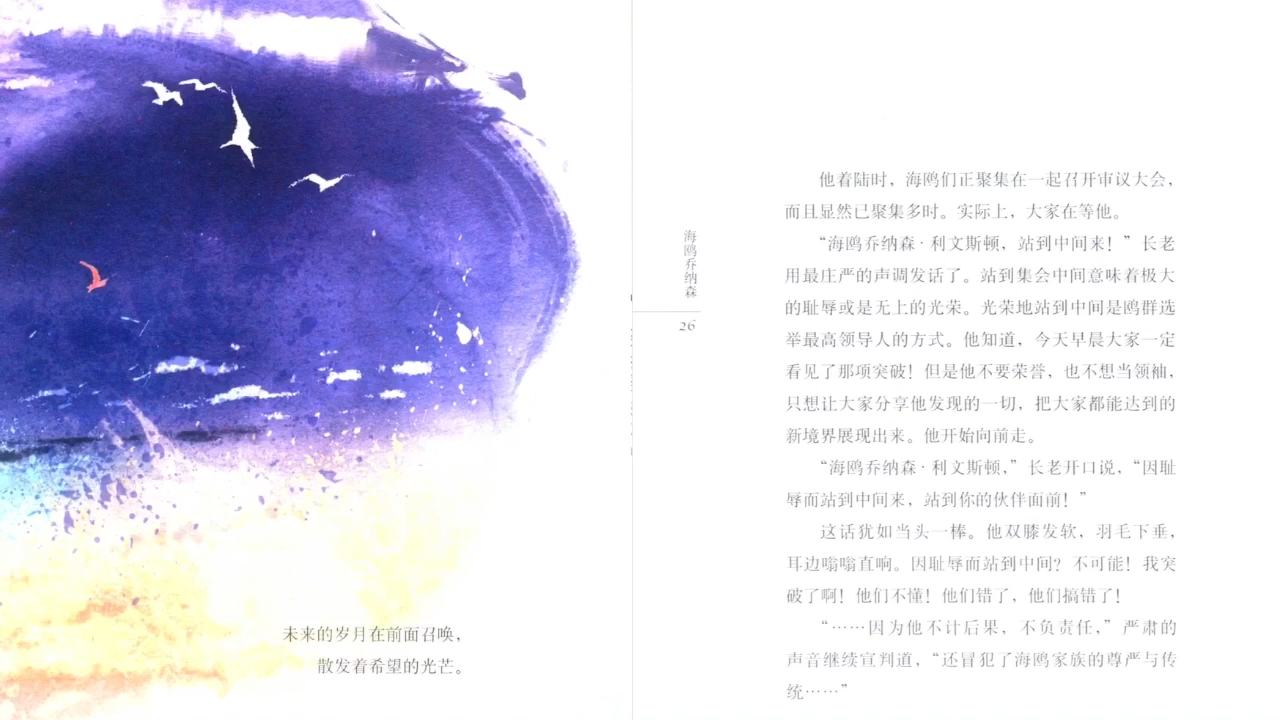 未来的岁月在前面召唤，
散发着希望的光芒。
海鸥乔纳森
26
他着陆时，海鸥们正聚集在一起召开审议大会，
而且显然已聚集多时。实际上，大家在等他。
“海鸥乔纳森·利文斯顿，站到中间来！”长老
用最庄严的声调发话了。站到集会中间意味着极大
的耻辱或是无上的光荣。光荣地站到中间是鸥群选
举最高领导人的方式。他知道，今天早晨大家一定
看见了那项突破！但是他不要荣誉，也不想当领袖，
只想让大家分享他发现的一切，把大家都能达到的
新境界展现出来。他开始向前走。
“海鸥乔纳森·利文斯顿，”长老开口说，“因耻
辱而站到中间来，站到你的伙伴面前！”
这话犹如当头一棒。他双膝发软，羽毛下垂，
耳边嗡嗡直响。因耻辱而站到中间？不可能！我突
破了啊！他们不懂！他们错了，他们搞错了！
“……因为他不计后果，不负责任，”严肃的
声音继续宣判道，“还冒犯了海鸥家族的尊严与传
统……”